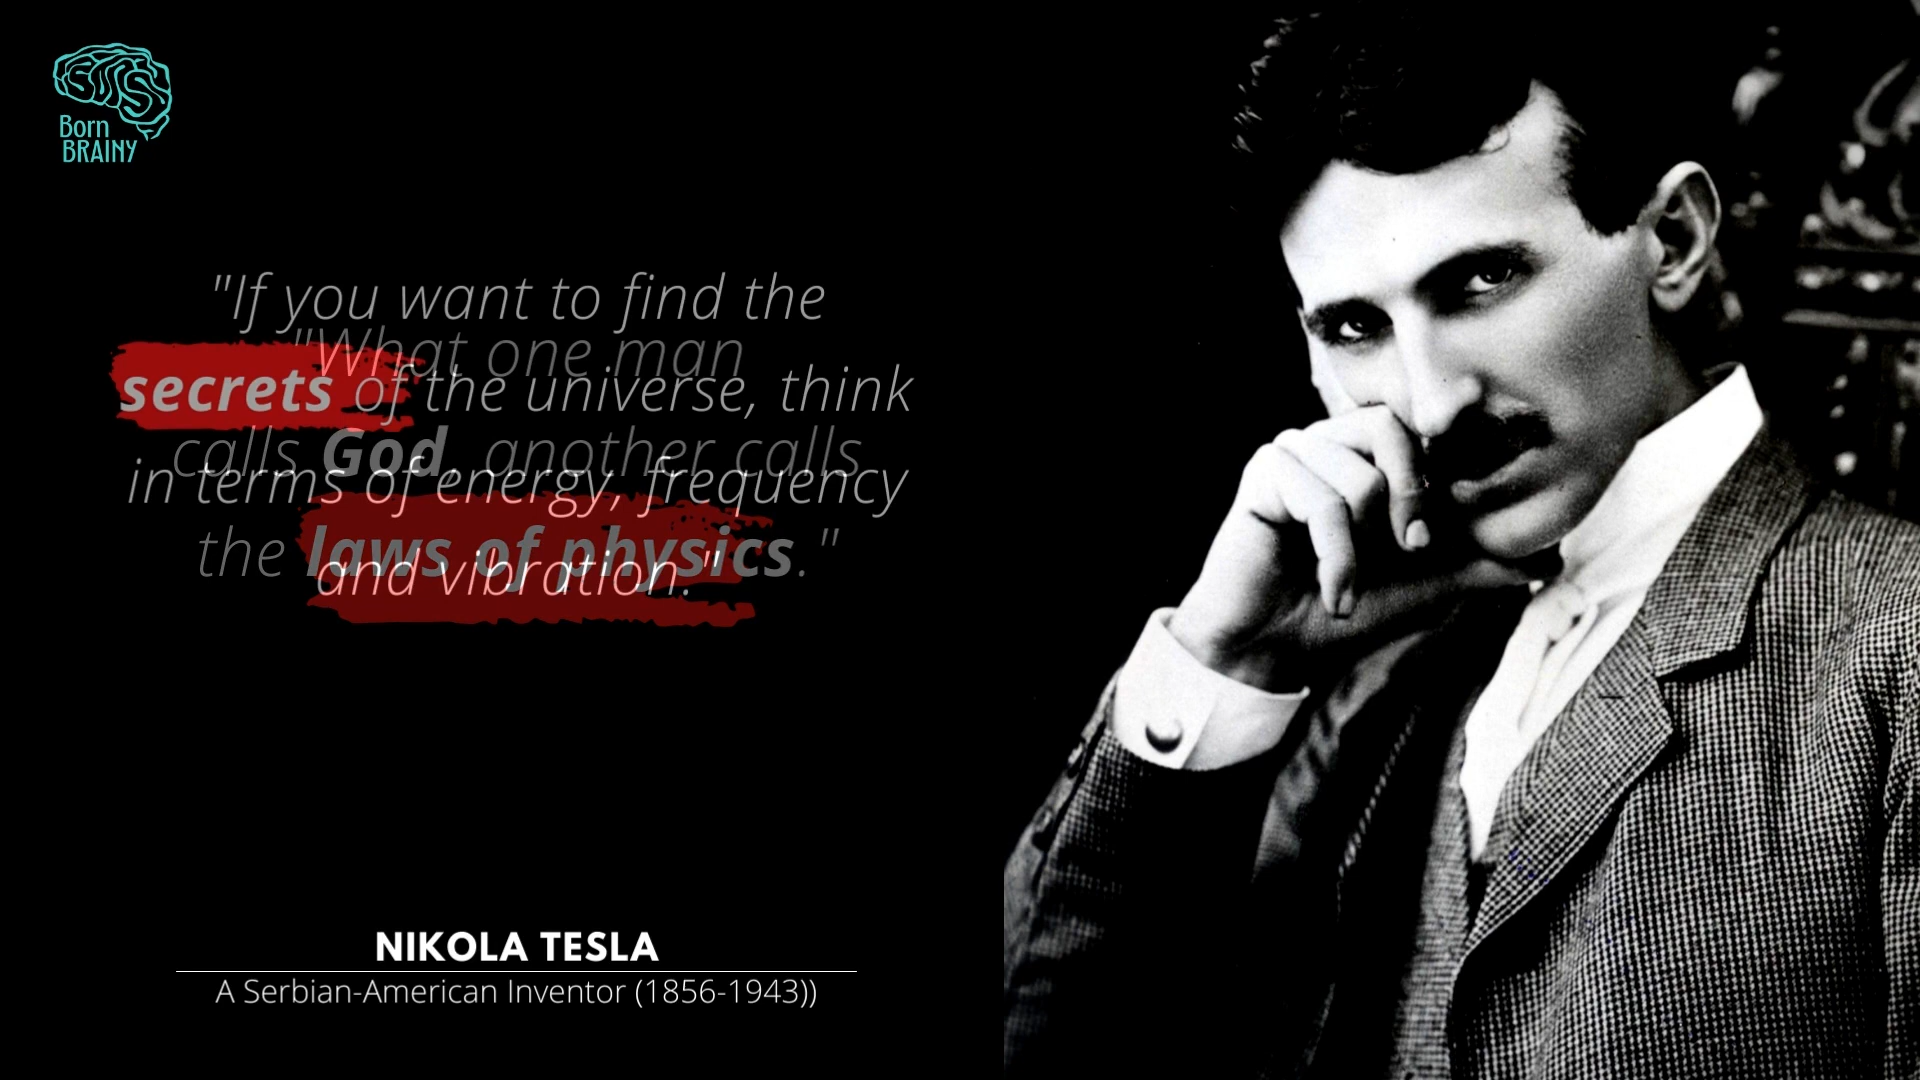 Born
BRAINY
"If you want to find the
secrets of the universe, think
in terms of energy, frequency
and vibration."
"What one man
calls God, another calls
the laws of physics."
NIKOLA TESLA
A Serbian-American Inventor (1856-1943))